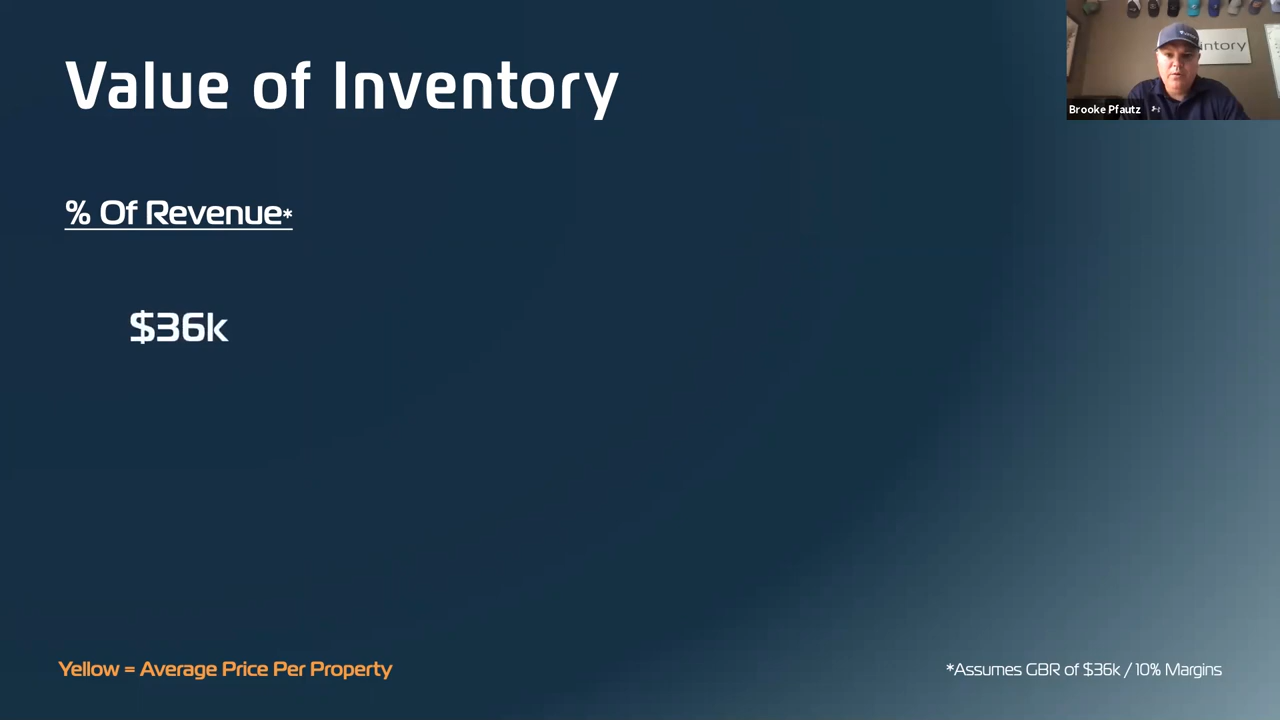 Value of Inventory
intory
Brooke Pfautz
% Of Revenue*
$36k
Yellow = Average Price Per Property
*Assumes GBR of $36k / 10% Margins